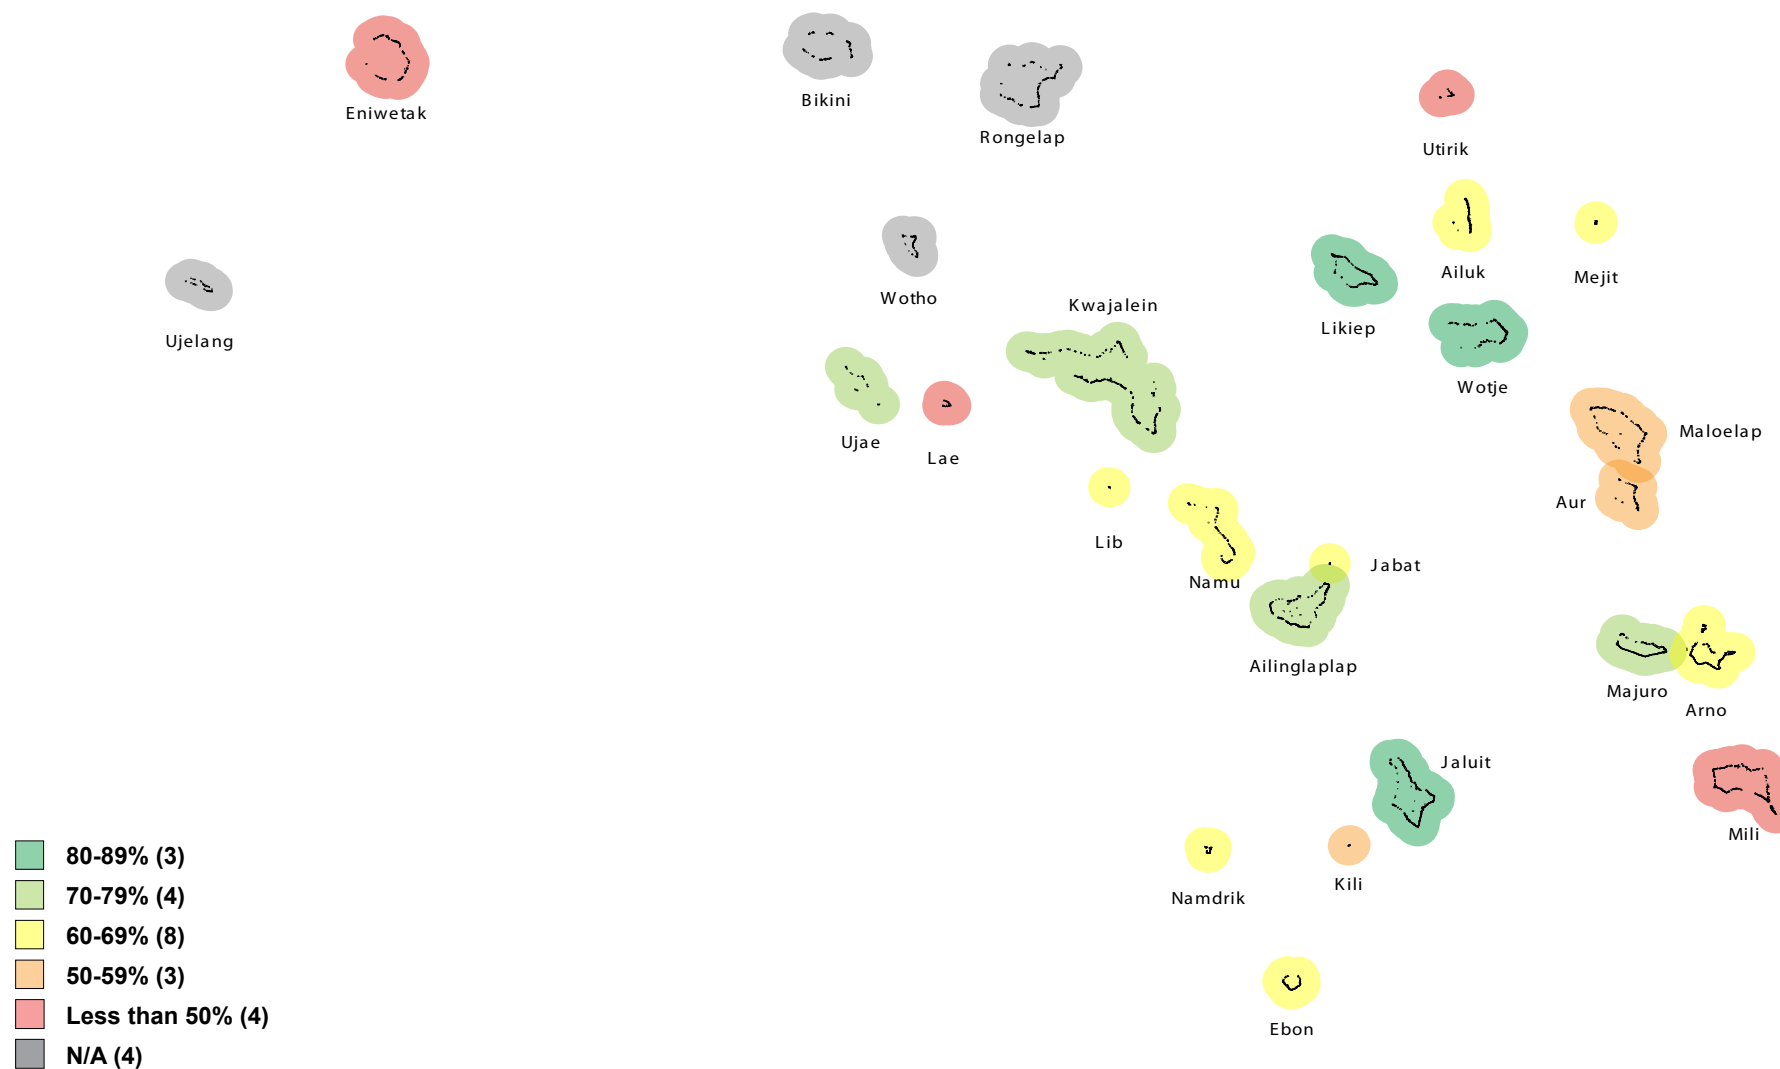 Eniwetak
Bikini
Rongelap
Utirik
Ailuk
Mejit
Wotho
Kwajalein
Likiep
Ujelang
Wotje
Ujae
Lae
Maloelap
Aur
Lib
Namu
Jabat
Ailinglaplap
Majuro
Arno
Jaluit
Mili
Kili
Namdrik
Ebon
80-89% (3)
70-79% (4)
60-69% (8)
50-59% (3)
Less than 50% (4)
N/A (4)